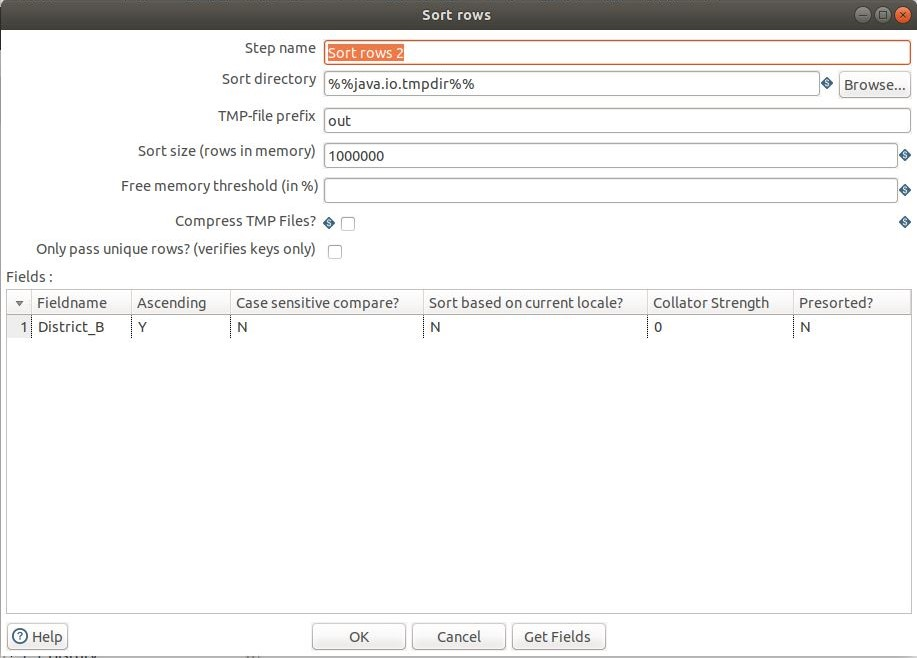 Sort rows
Step name Sort rows 2
Sort directory %%java.io.tmpdir%% Browse...
TMP-file prefix out
Sort size (rows in memory) 1000000
Free memory threshold (in %)
Compress TMP Files?
Only pass unique rows? (verifies keys only)
Fields :
Fieldname Ascending Case sensitive compare? Sort based on current locale? Collator Strength Presorted?
1 District_B Y N N 0 N
Help OK Cancel Get Fields